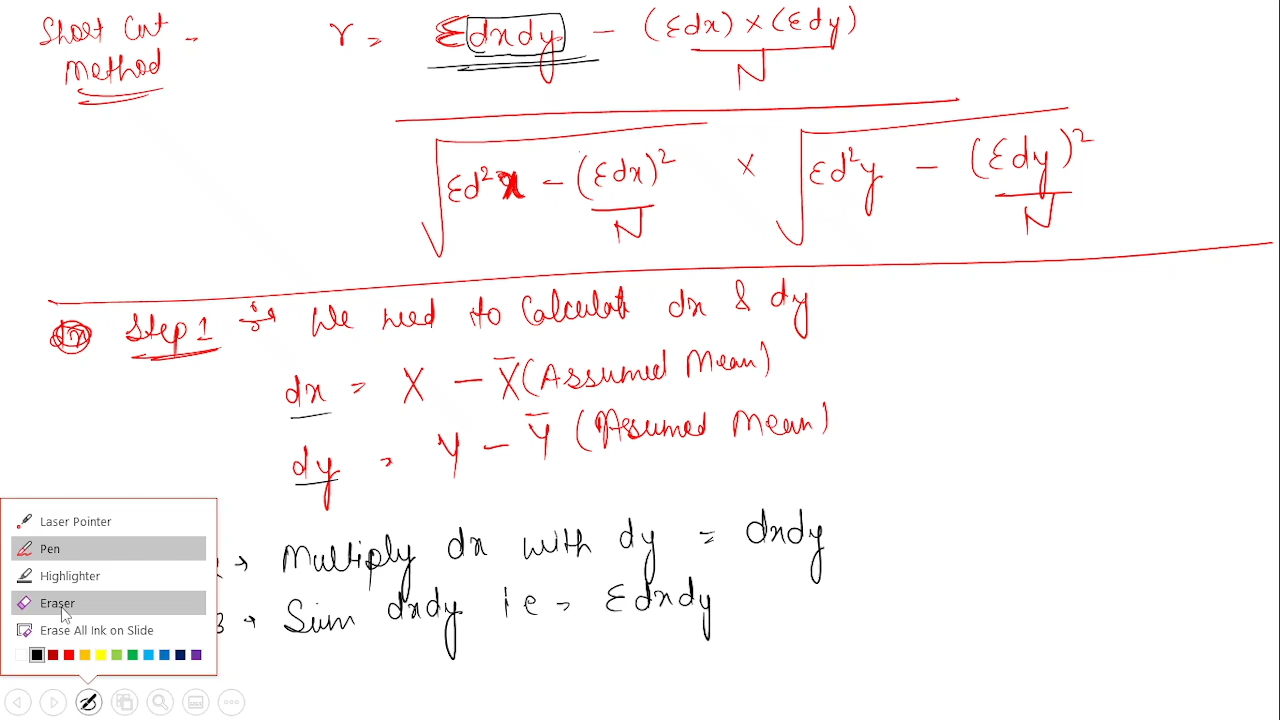 Short Cut -
Method
r = Σdxdy - (Σdx) × (Σdy)
N
Σd²x - (Σdx)² × Σd²y - (Σdy)²
N N
Step 1 We need to Calculate dx & dy
dx = X - X̄ (Assumed Mean)
dy = Y - Ȳ (Assumed Mean)
Multiply dx with dy = dxdy
Sum dxdy i e = Σdxdy
Laser Pointer
Pen
Highlighter
Eraser
Erase All Ink on Slide